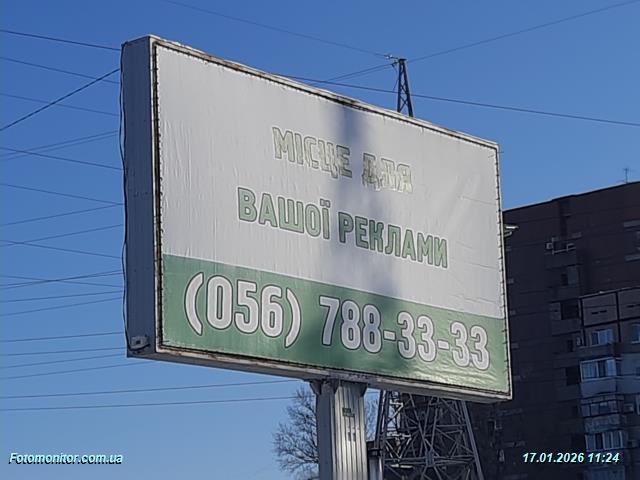 МІСЦЕ ДЛЯ
ВАШОЇ РЕКЛАМИ
(056) 788-33-33
Fotomonitor.com.ua
17.01.2026 11:24